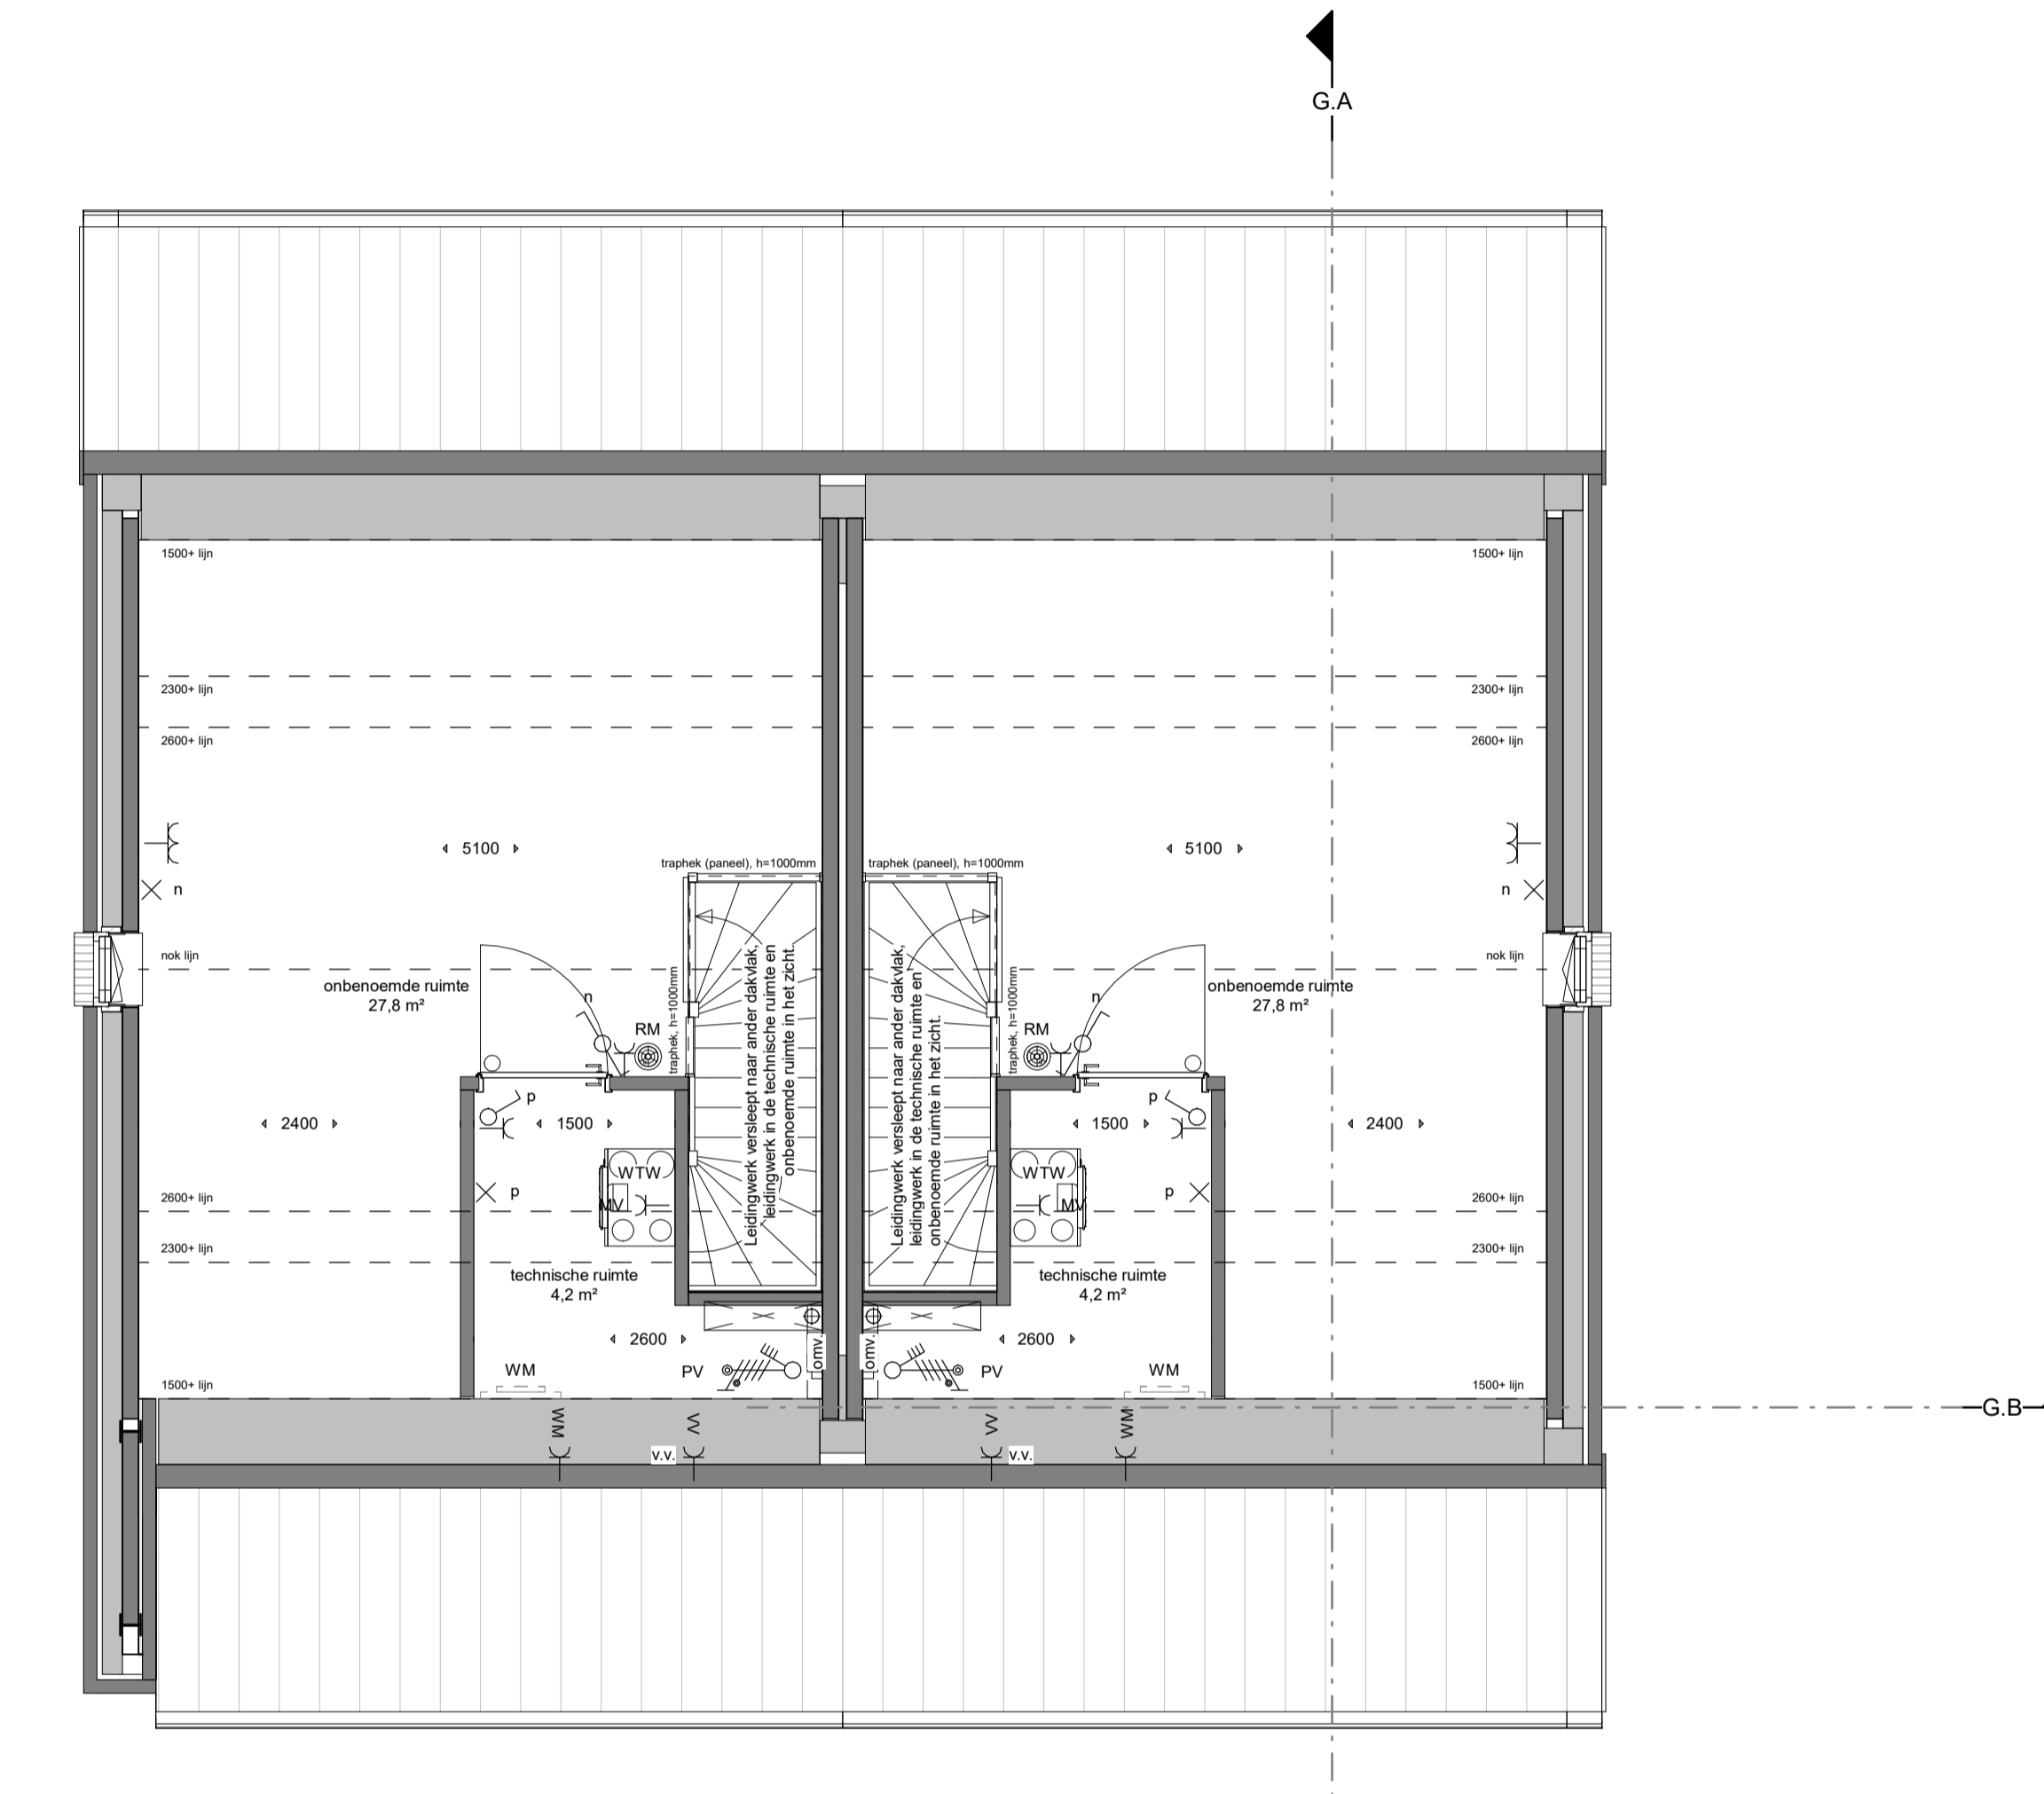 G.A
1500+ lijn
1500+ lijn
2300+ lijn
2300+ lijn
2600+ lijn
2600+ lijn
5100
5100
traphek (paneel), h=1000mm
traphek (paneel), h=1000mm
n
n
nok lijn
nok lijn
onbenoemde ruimte
27,8 m²
onbenoemde ruimte
27,8 m²
n
n
RM
RM
traphek, h=1000mm
traphek, h=1000mm
Leidingwerk versleept naar ander dakvlak,
leidingwerk in de technische ruimte en
onbenoemde ruimte in het zicht.
Leidingwerk versleept naar ander dakvlak,
leidingwerk in de technische ruimte en
onbenoemde ruimte in het zicht.
p
p
2400
1500
1500
2400
WTW
WTW
p
p
MV
MV
2600+ lijn
2600+ lijn
2300+ lijn
2300+ lijn
technische ruimte
4,2 m²
technische ruimte
4,2 m²
2600
2600
omv.
omv.
WM
PV
PV
WM
1500+ lijn
1500+ lijn
G.B
WM
VV
VV
WM
v.v.
v.v.